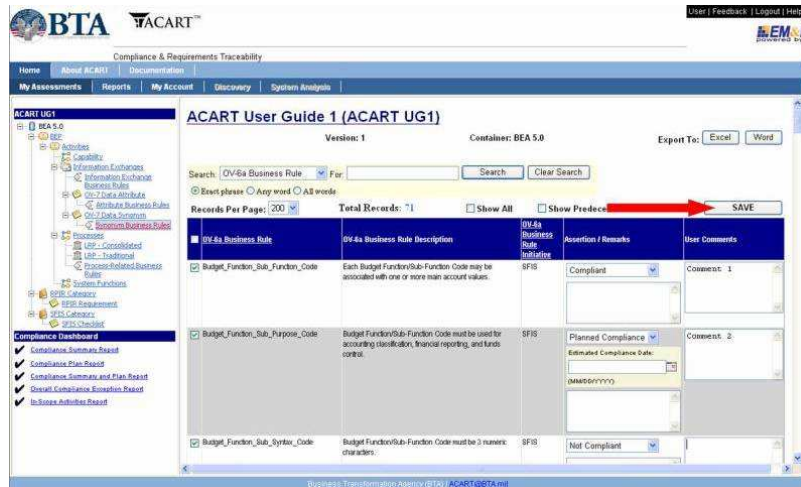 User | Feedback | Logout | Help
BTA
TACART™
EM&
powered by
Compliance & Requirements Traceability
Home
About ACART
Documentation
My Assessments
Reports
My Account
Discovery
System Analysis
ACART UG1
BEA 5.0
BEP
Activities
Capability
Information Exchanges
Information Exchange
Business Rules
OV-7 Data Attribute
Attribute Business Rules
OV-7 Data Synonym
Synonym Business Rules
Processes
LRP - Consolidated
LRP - Traditional
Process-Related Business
Rules
System Functions
RFIR Category
RFIR Requirement
SFIS Category
SFIS Checklist
Compliance Dashboard
Compliance Summary Report
Compliance Plan Report
Compliance Summary and Plan Report
Overall Compliance Exception Report
In Scope Activities Report
ACART User Guide 1 (ACART UG1)
Version: 1
Container: BEA 5.0
Export To:
Excel
Word
Search:
OV-6a Business Rule
For:
Search
Clear Search
Exact phrase
Any word
All words
Records Per Page:
200
Total Records: 71
Show All
Show Predece
SAVE
OV-6a Business Rule
OV-6a Business Rule Description
OV-6a
Business
Rule
Initiative
Assertion / Remarks
User Comments
Budget_Function_Sub_Function_Code
Each Budget Function/Sub-Function Code may be
associated with one or more main account values.
SFIS
Compliant
Comment 1
Budget_Function_Sub_Purpose_Code
Budget Function/Sub-Function Code must be used for
accounting classification, financial reporting, and funds
control.
SFIS
Planned Compliance
Estimated Compliance Date:
(MM/DD/YYYY)
Comment 2
Budget_Function_Sub_Syntax_Code
Budget Function/Sub-Function Code must be 3 numeric
characters.
SFIS
Not Compliant
Business Transformation Agency (BTA) | ACART@BTA.mil